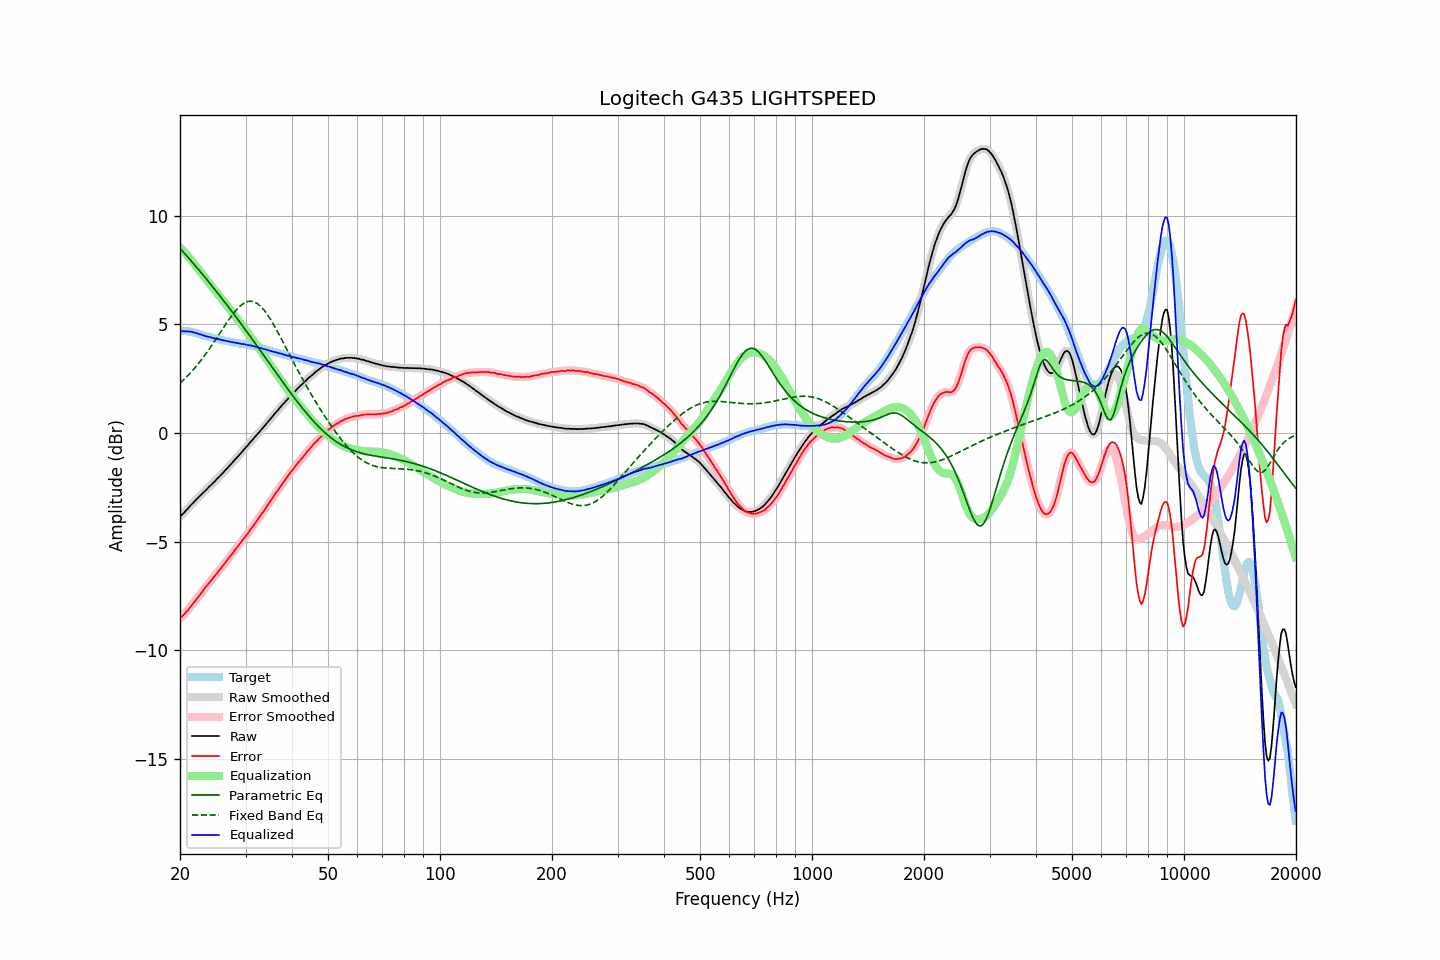 Logitech G435 LIGHTSPEED
Amplitude (dBr)
10
5
0
−5
−10
−15
Target
Raw Smoothed
Error Smoothed
Raw
Error
Equalization
Parametric Eq
Fixed Band Eq
Equalized
20 50 100 200 500 1000 2000 5000 10000 20000
Frequency (Hz)